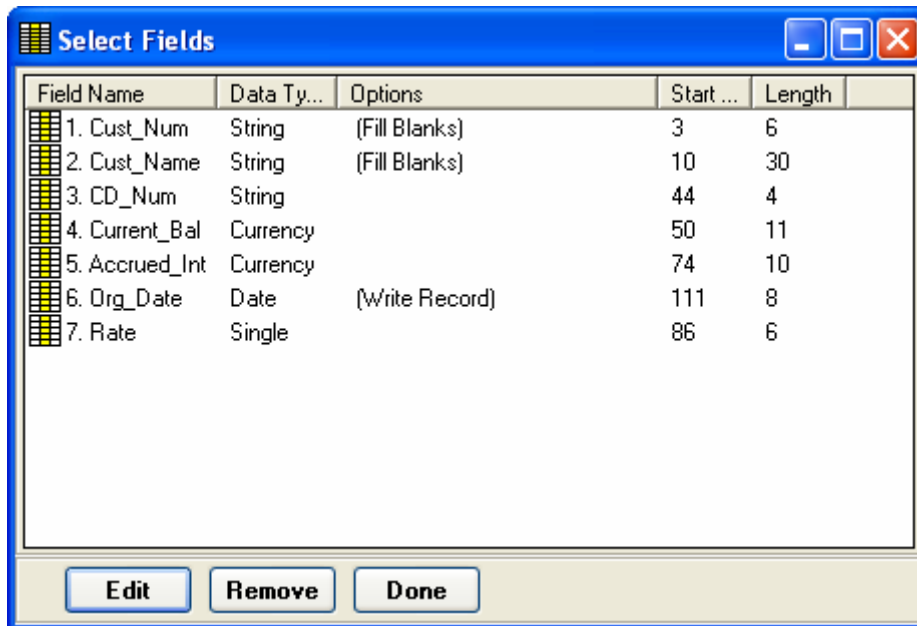 Select Fields
Field Name Data Ty... Options Start ... Length
1. Cust_Num String (Fill Blanks) 3 6
2. Cust_Name String (Fill Blanks) 10 30
3. CD_Num String 44 4
4. Current_Bal Currency 50 11
5. Accrued_Int Currency 74 10
6. Org_Date Date (Write Record) 111 8
7. Rate Single 86 6
Edit Remove Done